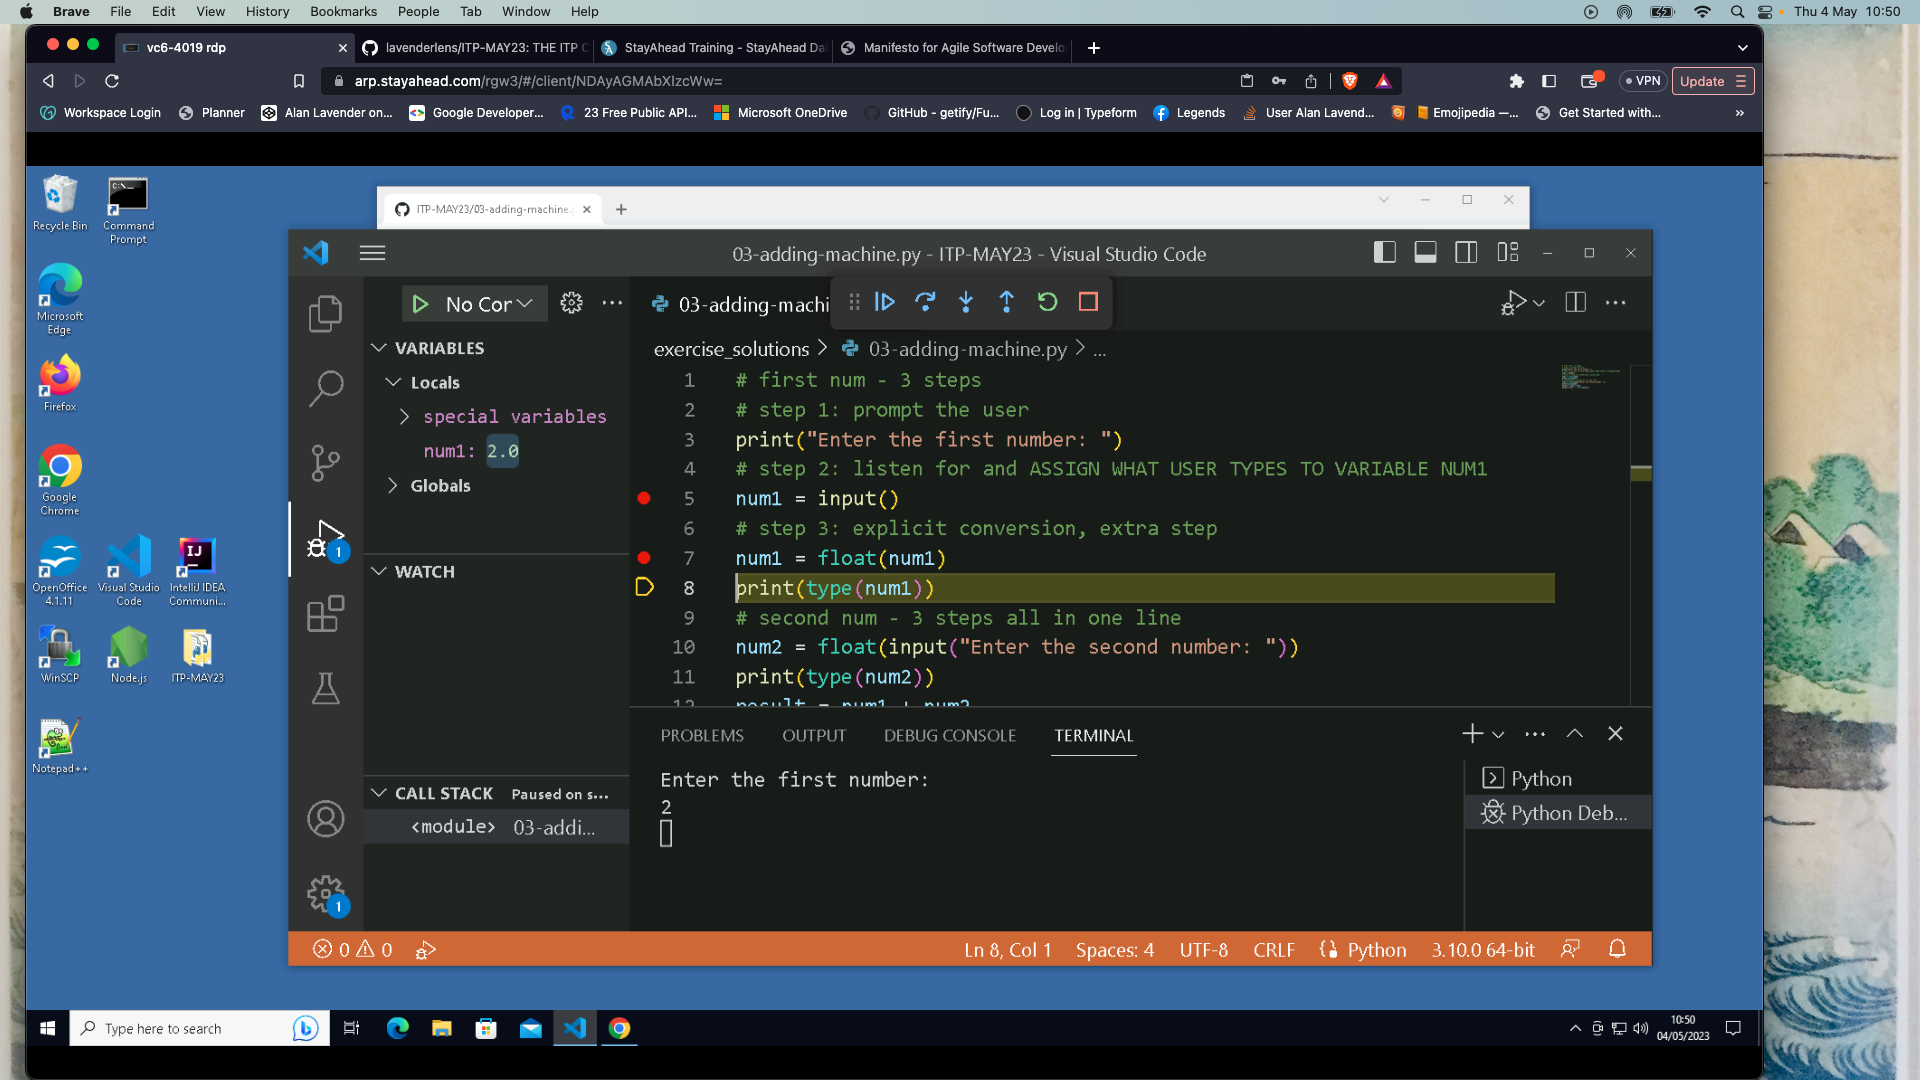 Brave File Edit View History Bookmarks People Tab Window Help Thu 4 May 10:50
vc6-4019 rdp lavenderlens/ITP-MAY23: THE ITP C StayAhead Training - StayAhead Da Manifesto for Agile Software Develo
arp.stayahead.com/rgw3/#/client/NDAyAGMAbXIzcWw= VPN Update
Workspace Login Planner Alan Lavender on... Google Developer... 23 Free Public API... Microsoft OneDrive GitHub - getify/Fu... Log in | Typeform Legends User Alan Lavend... Emojipedia —... Get Started with... »
Recycle Bin
Command Prompt
Microsoft Edge
Firefox
Google Chrome
OpenOffice 4.1.11
Visual Studio Code
IntelliJ IDEA Communi...
WinSCP
Node.js
ITP-MAY23
Notepad++
ITP-MAY23/03-adding-machine.
03-adding-machine.py - ITP-MAY23 - Visual Studio Code
No Cor
03-adding-machi
VARIABLES
Locals
special variables
num1: 2.0
Globals
WATCH
CALL STACK Paused on s...
<module> 03-addi...
exercise_solutions > 03-adding-machine.py > ...
1 # first num - 3 steps
2 # step 1: prompt the user
3 print("Enter the first number: ")
4 # step 2: listen for and ASSIGN WHAT USER TYPES TO VARIABLE NUM1
5 num1 = input()
6 # step 3: explicit conversion, extra step
7 num1 = float(num1)
8 print(type(num1))
9 # second num - 3 steps all in one line
10 num2 = float(input("Enter the second number: "))
11 print(type(num2))
12 result = num1 + num2
PROBLEMS OUTPUT DEBUG CONSOLE TERMINAL
Enter the first number:
2
Python
Python Deb...
1
1
0 0 Ln 8, Col 1 Spaces: 4 UTF-8 CRLF Python 3.10.0 64-bit
Type here to search
10:50
04/05/2023